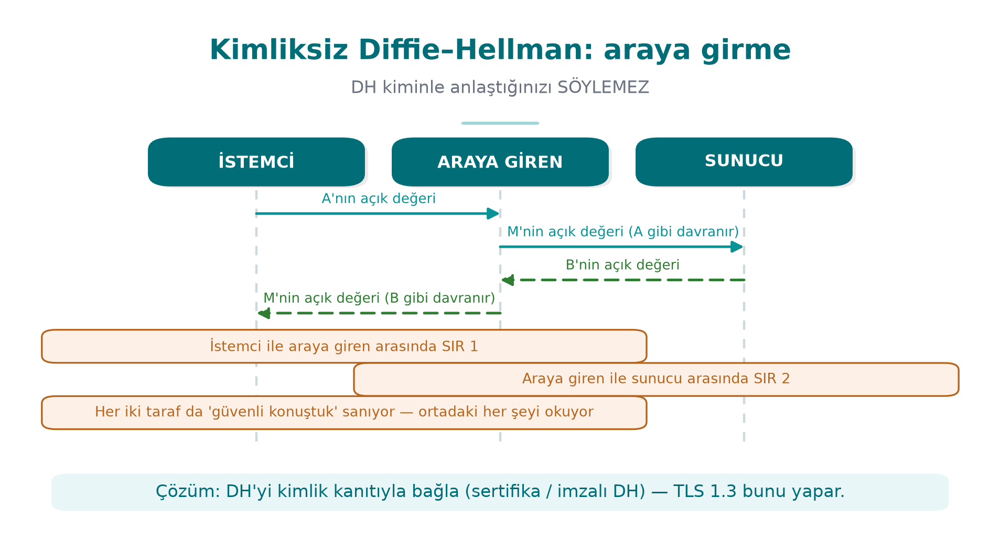 Kimliksiz Diffie–Hellman: araya girme
DH kiminle anlaştığınızı SÖYLEMEZ
İSTEMCİ
ARAYA GİREN
SUNUCU
A'nın açık değeri
M'nin açık değeri (A gibi davranır)
B'nin açık değeri
M'nin açık değeri (B gibi davranır)
İstemci ile araya giren arasında SIR 1
Araya giren ile sunucu arasında SIR 2
Her iki taraf da 'güvenli konuştuk' sanıyor — ortadaki her şeyi okuyor
Çözüm: DH'yi kimlik kanıtıyla bağla (sertifika / imzalı DH) — TLS 1.3 bunu yapar.